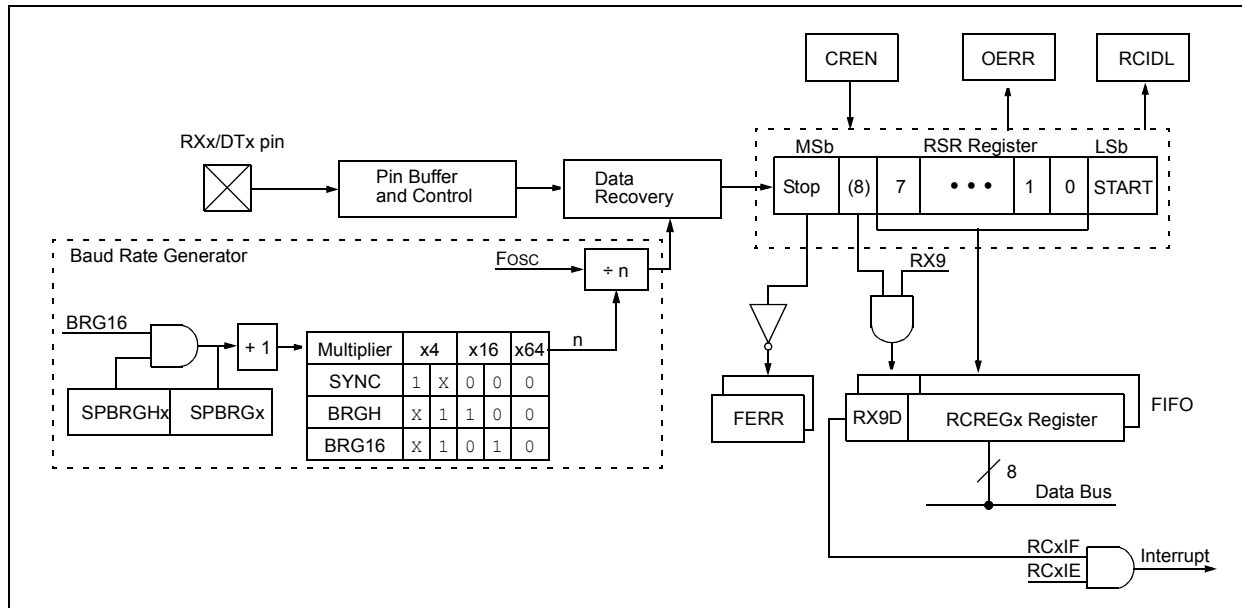 CREN
OERR
RCIDL
RXx/DTx pin
MSb
RSR Register
LSb
Pin Buffer
and Control
Data
Recovery
Stop
(8)
7
• • •
1
0
START
Baud Rate Generator
FOSC
÷ n
RX9
BRG16
+ 1
n
Multiplier x4 x16 x64
SYNC 1 X 0 0 0
BRGH X 1 1 0 0
BRG16 X 1 0 1 0
SPBRGHx
SPBRGx
FERR
RX9D
RCREGx Register
FIFO
8
Data Bus
RCxIF
RCxIE
Interrupt